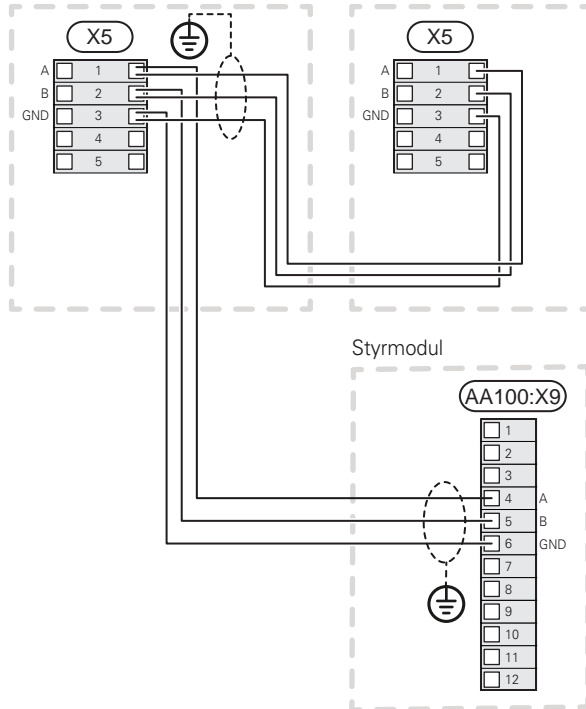 X5
A 1
B 2
GND 3
4
5
X5
A 1
B 2
GND 3
4
5
Styrmodul
AA100:X9
1
2
3
4 A
5 B
6 GND
7
8
9
10
11
12